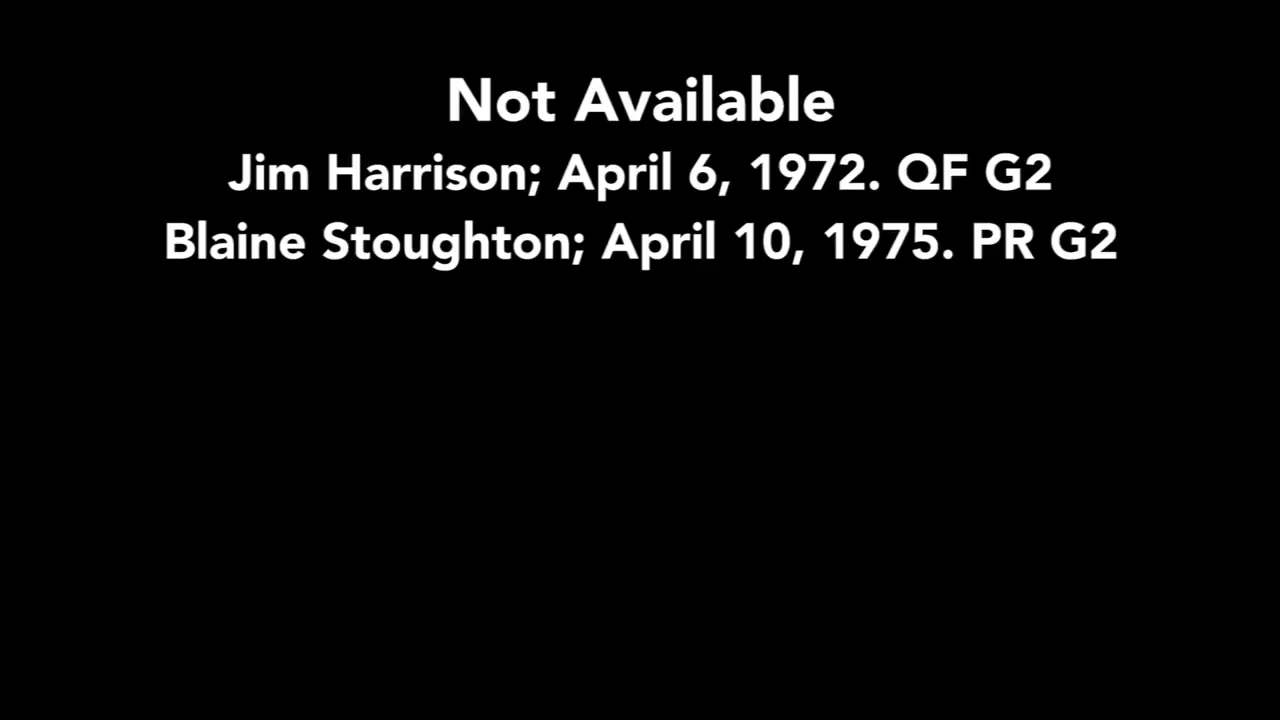 Not Available
Jim Harrison; April 6, 1972. QF G2
Blaine Stoughton; April 10, 1975. PR G2